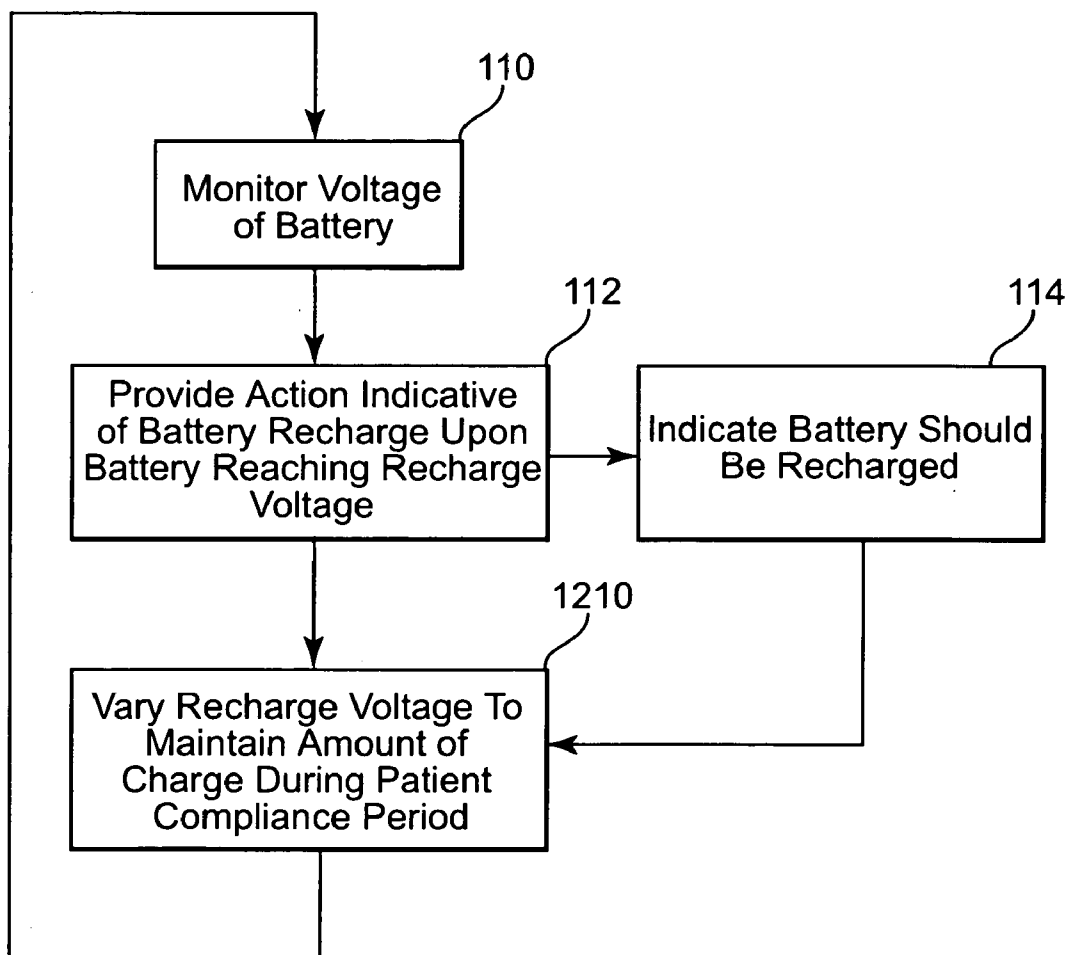 110
Monitor Voltage
of Battery
112
114
Provide Action Indicative
of Battery Recharge Upon
Battery Reaching Recharge
Voltage
Indicate Battery Should
Be Recharged
1210
Vary Recharge Voltage To
Maintain Amount of
Charge During Patient
Compliance Period